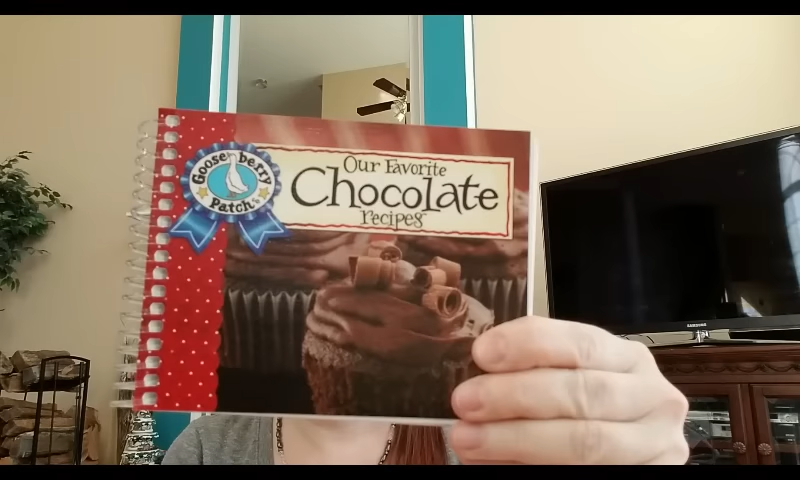 Goose berry
Patch
Our Favorite
Chocolate
recipes
SAMSUNG